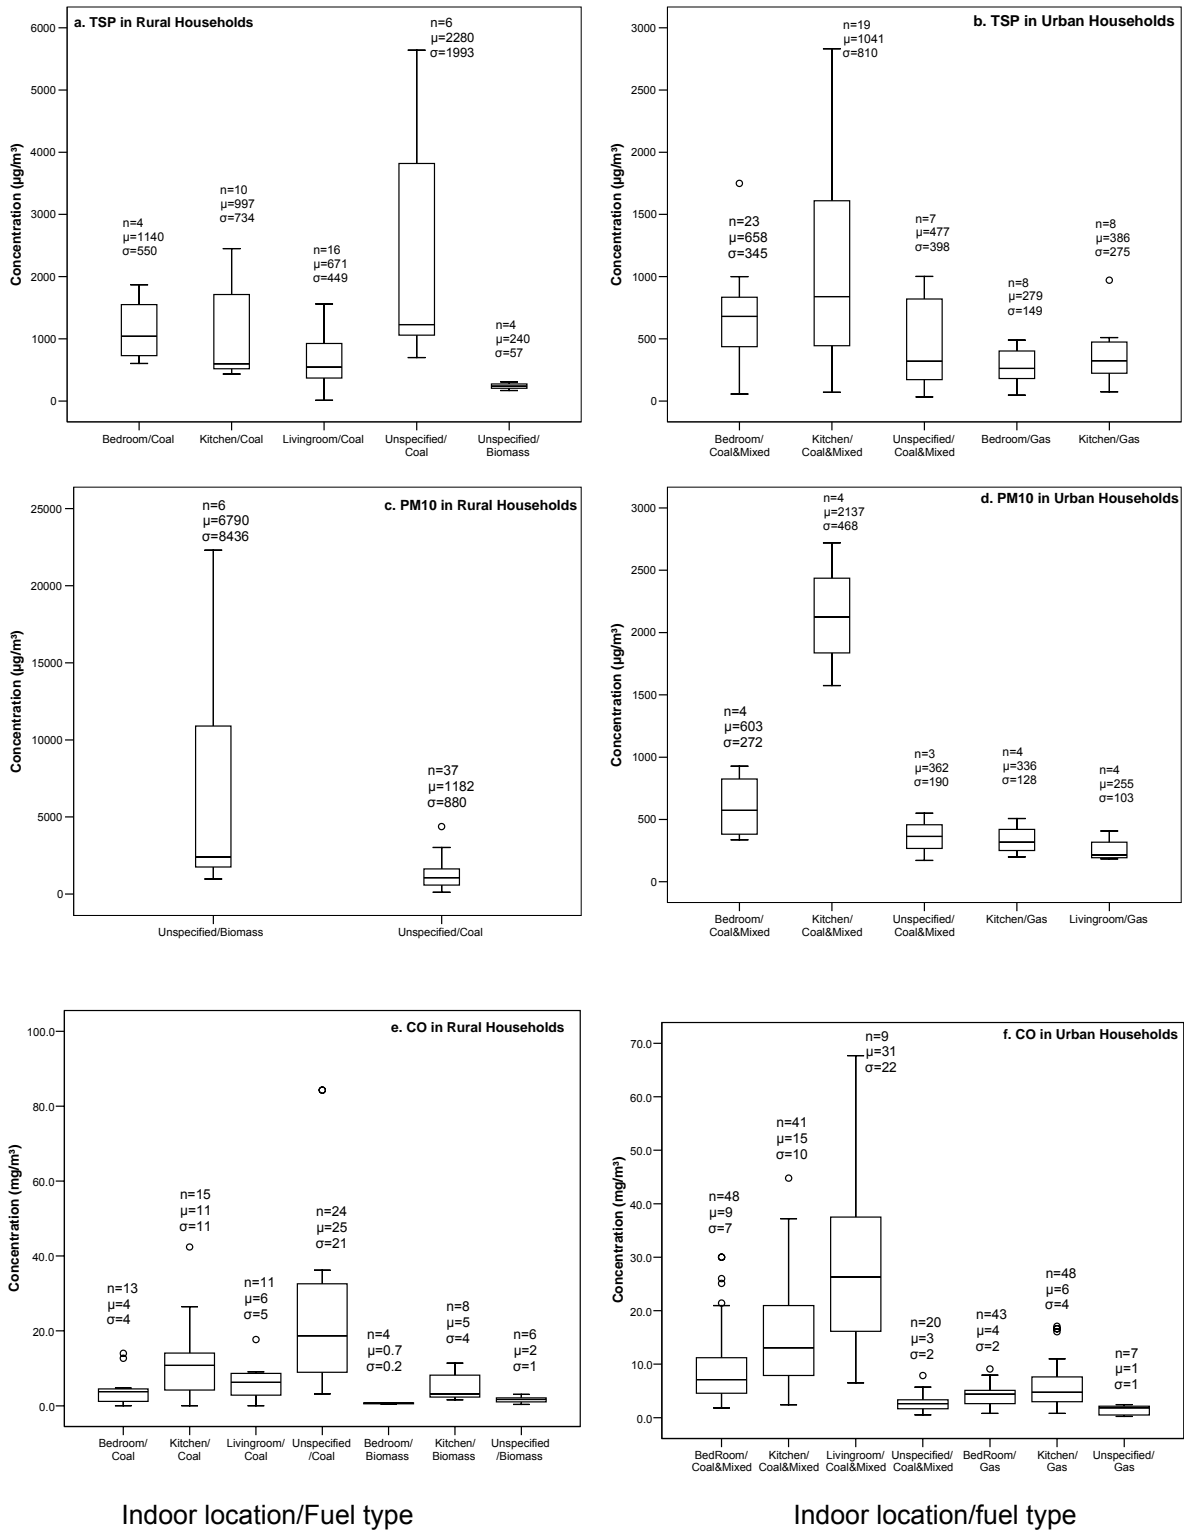 a. TSP in Rural Households
Concentration (µg/m³)
6000
5000
4000
3000
2000
1000
0
n=4
µ=1140
σ=550
n=10
µ=997
σ=734
n=16
µ=671
σ=449
n=6
µ=2280
σ=1993
n=4
µ=240
σ=57
Bedroom/Coal
Kitchen/Coal
Livingroom/Coal
Unspecified/
Coal
Unspecified/
Biomass
b. TSP in Urban Households
Concentration (µg/m³)
3000
2500
2000
1500
1000
500
0
n=23
µ=658
σ=345
n=19
µ=1041
σ=810
n=7
µ=477
σ=398
n=8
µ=279
σ=149
n=8
µ=386
σ=275
Bedroom/
Coal&Mixed
Kitchen/
Coal&Mixed
Unspecified/
Coal&Mixed
Bedroom/Gas
Kitchen/Gas
c. PM10 in Rural Households
Concentration (µg/m³)
25000
20000
15000
10000
5000
0
n=6
µ=6790
σ=8436
n=37
µ=1182
σ=880
Unspecified/Biomass
Unspecified/Coal
d. PM10 in Urban Households
Concentration (µg/m³)
3000
2500
2000
1500
1000
500
0
n=4
µ=603
σ=272
n=4
µ=2137
σ=468
n=3
µ=362
σ=190
n=4
µ=336
σ=128
n=4
µ=255
σ=103
Bedroom/
Coal&Mixed
Kitchen/
Coal&Mixed
Unspecified/
Coal&Mixed
Kitchen/Gas
Livingroom/Gas
e. CO in Rural Households
Concentration (mg/m³)
100.0
80.0
60.0
40.0
20.0
0.0
n=13
µ=4
σ=4
n=15
µ=11
σ=11
n=11
µ=6
σ=5
n=24
µ=25
σ=21
n=4
µ=0.7
σ=0.2
n=8
µ=5
σ=4
n=6
µ=2
σ=1
Bedroom/
Coal
Kitchen/
Coal
Livingroom/
Coal
Unspecified
/Coal
Bedroom/
Biomass
Kitchen/
Biomass
Unspecified
/Biomass
Indoor location/Fuel type
f. CO in Urban Households
Concentration (mg/m³)
70.0
60.0
50.0
40.0
30.0
20.0
10.0
0.0
n=48
µ=9
σ=7
n=41
µ=15
σ=10
n=9
µ=31
σ=22
n=20
µ=3
σ=2
n=43
µ=4
σ=2
n=48
µ=6
σ=4
n=7
µ=1
σ=1
BedRoom/
Coal&Mixed
Kitchen/
Coal&Mixed
Livingroom/
Coal&Mixed
Unspecified/
Coal&Mixed
BedRoom/
Gas
Kitchen/
Gas
Unspecified/
Gas
Indoor location/fuel type